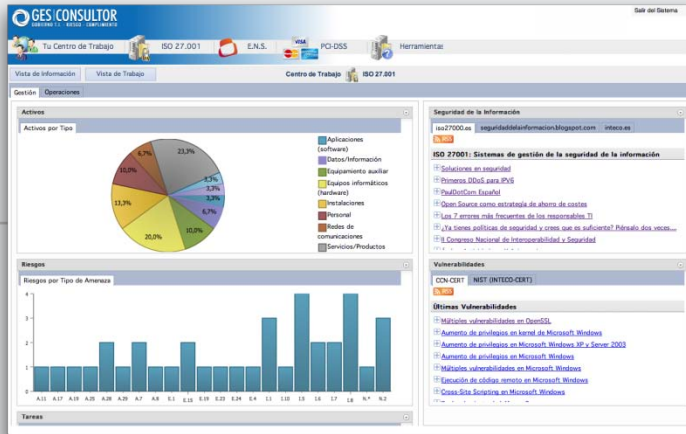 GESCONSULTOR
GOBIERNO T.I. · RIESGO · CUMPLIMIENTO
Salir del Sistema
Tu Centro de Trabajo
ISO 27.001
E.N.S.
VISA
PCI-DSS
Herramientas
Vista de Información
Vista de Trabajo
Centro de Trabajo
ISO 27.001
Gestión
Operaciones
Activos
Activos por Tipo
23,3%
3,3%
3,3%
3,3%
6,7%
10,0%
20,0%
13,3%
10,0%
6,7%
Aplicaciones
(software)
Datos/Información
Equipamiento auxiliar
Equipos informáticos
(hardware)
Instalaciones
Personal
Redes de
comunicaciones
Servicios/Productos
Seguridad de la Información
iso27000.es
seguridaddelainformacion.blogspot.com
inteco.es
RSS
ISO 27001: Sistemas de gestión de la seguridad de la información
Soluciones en seguridad
Primeros DDoS para IPV6
PaulDotCom Español
Open Source como estrategia de ahorro de costes
Los 7 errores más frecuentes de los responsables TI
¿Ya tienes políticas de seguridad y crees que es suficiente? Piénsalo dos veces....
II Congreso Nacional de Interoperabilidad y Seguridad
Riesgos
Riesgos por Tipo de Amenaza
4
3
2
1
0
A.11 A.17 A.19 A.25 A.28 A.29 A.7 A.8 E.1 E.15 E.19 E.23 E.24 E.4 I.1 I.10 I.5 I.6 I.7 I.8 N.* N.2
Tareas
Vulnerabilidades
CCN-CERT
NIST (INTECO-CERT)
RSS
Últimas Vulnerabilidades
Múltiples vulnerabilidades en OpenSSL
Aumento de privilegios en kernel de Microsoft Windows
Aumento de privilegios en Microsoft Windows XP y Server 2003
Aumento de privilegios en Microsoft Windows
Múltiples vulnerabilidades en Microsoft Windows
Ejecución de código remoto en Microsoft Windows
Cross-Site Scripting en Microsoft Windows